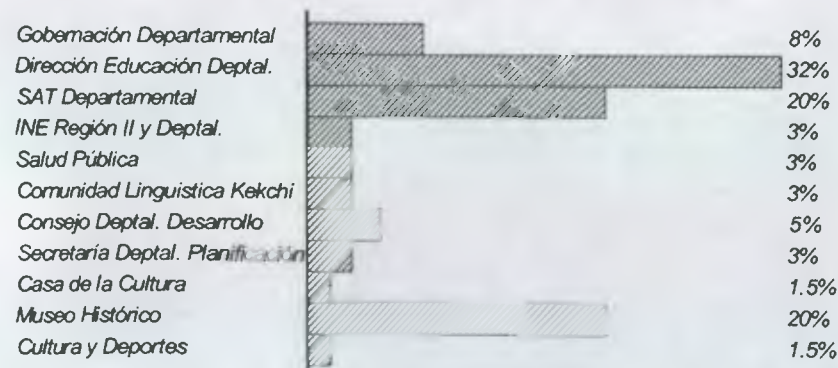 Gobernación Departamental 8%
Dirección Educación Deptal. 32%
SAT Departamental 20%
INE Región II y Deptal. 3%
Salud Pública 3%
Comunidad Linguistica Kekchí 3%
Consejo Deptal. Desarrollo 5%
Secretaría Deptal. Planificación 3%
Casa de la Cultura 1.5%
Museo Histórico 20%
Cultura y Deportes 1.5%